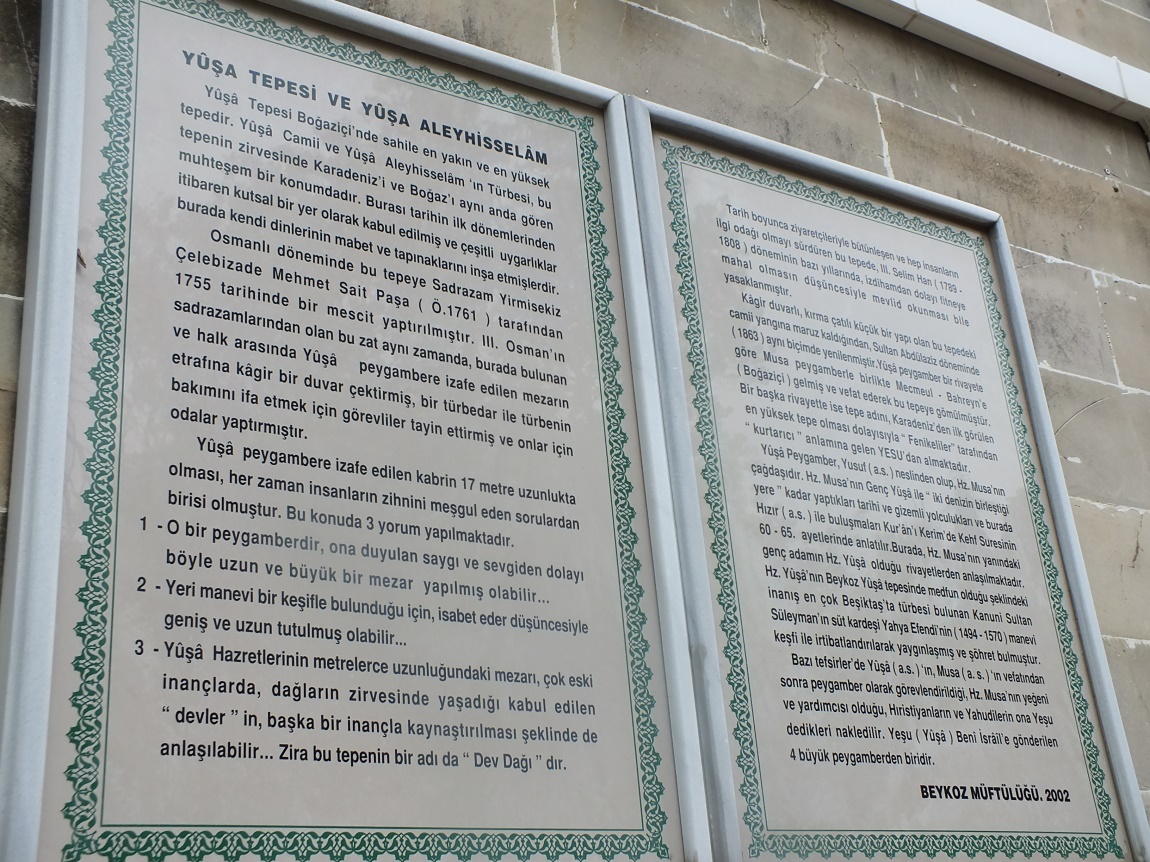 YÛŞA TEPESİ VE YÛŞA ALEYHİSSELÂM
Yûşâ Tepesi Boğaziçi'nde sahile en yakın ve en yüksek
tepedir. Yûşâ Camii ve Yûşâ Aleyhisselâm 'ın Türbesi, bu
tepenin zirvesinde Karadeniz'i ve Boğaz'ı aynı anda gören
muhteşem bir konumdadır. Burası tarihin ilk dönemlerinden
itibaren kutsal bir yer olarak kabul edilmiş ve çeşitli uygarlıklar
burada kendi dinlerinin mabet ve tapınaklarını inşa etmişlerdir.
Osmanlı döneminde bu tepeye Sadrazam Yirmisekiz
Çelebizade Mehmet Sait Paşa ( Ö.1761 ) tarafından
1755 tarihinde bir mescit yaptırılmıştır. III. Osman'ın
sadrazamlarından olan bu zat aynı zamanda, burada bulunan
ve halk arasında Yûşâ peygambere izafe edilen mezarın
etrafına kâgir bir duvar çektirmiş, bir türbedar ile türbenin
bakımını ifa etmek için görevliler tayin ettirmiş ve onlar için
odalar yaptırmıştır.
Yûşâ peygambere izafe edilen kabrin 17 metre uzunlukta
olması, her zaman insanların zihnini meşgul eden sorulardan
birisi olmuştur. Bu konuda 3 yorum yapılmaktadır.
1 - O bir peygamberdir, ona duyulan saygı ve sevgiden dolayı
böyle uzun ve büyük bir mezar yapılmış olabilir...
2 - Yeri manevi bir keşifle bulunduğu için, isabet eder düşüncesiyle
geniş ve uzun tutulmuş olabilir...
3 - Yûşâ Hazretlerinin metrelerce uzunluğundaki mezarı, çok eski
inançlarda, dağların zirvesinde yaşadığı kabul edilen
“ devler ” in, başka bir inançla kaynaştırılması şeklinde de
anlaşılabilir... Zira bu tepenin bir adı da “ Dev Dağı ” dır.
Tarih boyunca ziyaretçileriyle bütünleşen ve hep insanların
ilgi odağı olmayı sürdüren bu tepede, III. Selim Han ( 1789 -
1808 ) döneminin bazı yıllarında, izdihamdan dolayı fitneye
mahal olmasın düşüncesiyle mevlid okunması bile
yasaklanmıştır.
Kâgir duvarlı, kırma çatılı küçük bir yapı olan bu tepedeki
camii yangına maruz kaldığından, Sultan Abdülaziz döneminde
( 1863 ) aynı biçimde yenilenmiştir.Yûşâ peygamber bir rivayete
göre Musa peygamberle birlikte Mecmeul - Bahreyn'e
( Boğaziçi ) gelmiş ve vefat ederek bu tepeye gömülmüştür.
Bir başka rivayette ise tepe adını, Karadeniz'den ilk görülen
en yüksek tepe olması dolayısıyla “ Fenikeliler” tarafından
“ kurtarıcı ” anlamına gelen YESU'dan almaktadır.
Yûşâ Peygamber, Yusuf ( a.s.) neslinden olup, Hz. Musa'nın
çağdaşıdır. Hz. Musa'nın Genç Yûşâ ile “ iki denizin birleştiği
yere ” kadar yaptıkları tarihi ve gizemli yolculukları ve burada
Hızır ( a.s. ) ile buluşmaları Kur'ân'ı Kerim'de Kehf Suresinin
60 - 65. ayetlerinde anlatılır.Burada, Hz. Musa'nın yanındaki
genç adamın Hz. Yûşâ olduğu rivayetlerden anlaşılmaktadır.
Hz. Yûşâ'nın Beykoz Yûşâ tepesinde medfun olduğu şeklindeki
inanış en çok Beşiktaş'ta türbesi bulunan Kanuni Sultan
Süleyman'ın süt kardeşi Yahya Efendi'nin ( 1494 - 1570 ) manevi
keşfi ile irtibatlandırılarak yaygınlaşmış ve şöhret bulmuştur.
Bazı tefsirler'de Yûşâ ( a.s. ) 'ın, Musa ( a. s. ) 'ın vefatından
sonra peygamber olarak görevlendirildiği, Hz. Musa'nın yeğeni
ve yardımcısı olduğu, Hıristiyanların ve Yahudilerin ona Yeşu
dedikleri nakledilir. Yeşu ( Yûşâ ) Beni İsrâil'e gönderilen
4 büyük peygamberden biridir.
BEYKOZ MÜFTÜLÜĞÜ. 2002